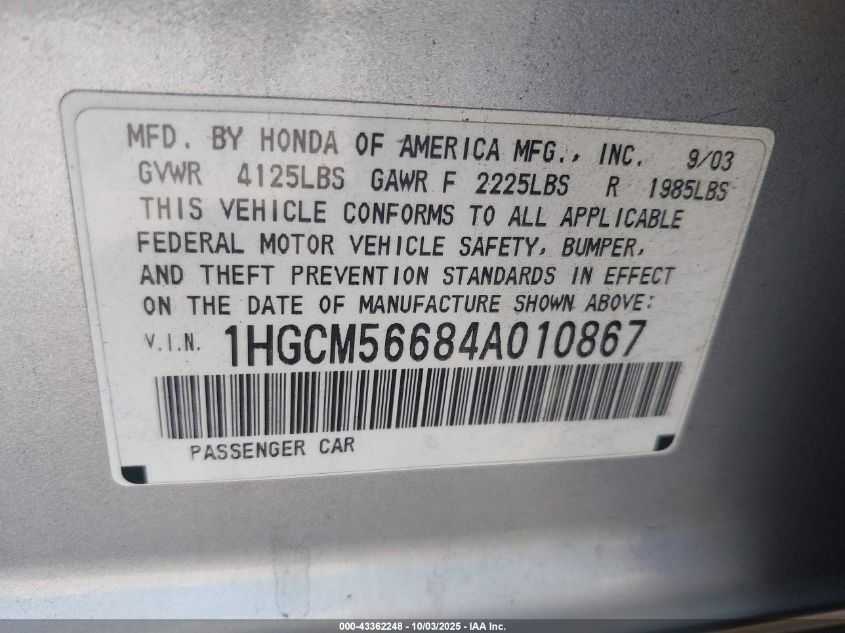 MFD. BY HONDA OF AMERICA MFG., INC. 9/03
GVWR 4125LBS GAWR F 2225LBS R 1985LBS
THIS VEHICLE CONFORMS TO ALL APPLICABLE
FEDERAL MOTOR VEHICLE SAFETY, BUMPER,
AND THEFT PREVENTION STANDARDS IN EFFECT
ON THE DATE OF MANUFACTURE SHOWN ABOVE:
V.I.N. 1HGCM56684A010867
PASSENGER CAR
000-43362248 - 10/03/2025 - IAA Inc.